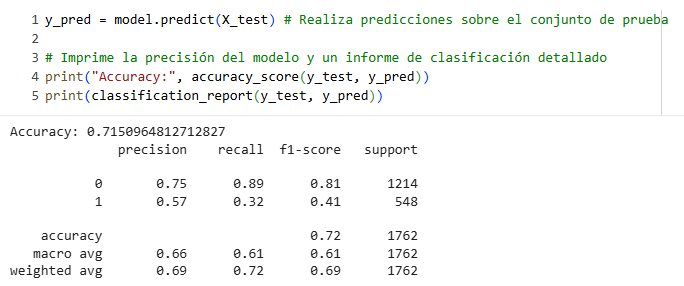 1 y_pred = model.predict(X_test) # Realiza predicciones sobre el conjunto de prueba
2
3 # Imprime la precisión del modelo y un informe de clasificación detallado
4 print("Accuracy:", accuracy_score(y_test, y_pred))
5 print(classification_report(y_test, y_pred))
Accuracy: 0.7150964812712827
precision recall f1-score support
0 0.75 0.89 0.81 1214
1 0.57 0.32 0.41 548
accuracy 0.72 1762
macro avg 0.66 0.61 0.61 1762
weighted avg 0.69 0.72 0.69 1762